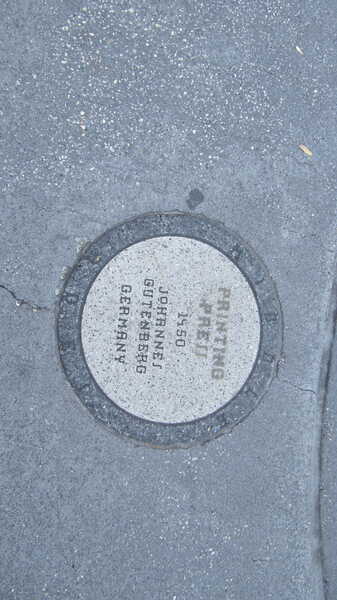 PRINTING
PRESS
1450
JOHANNES
GUTENBERG
GERMANY